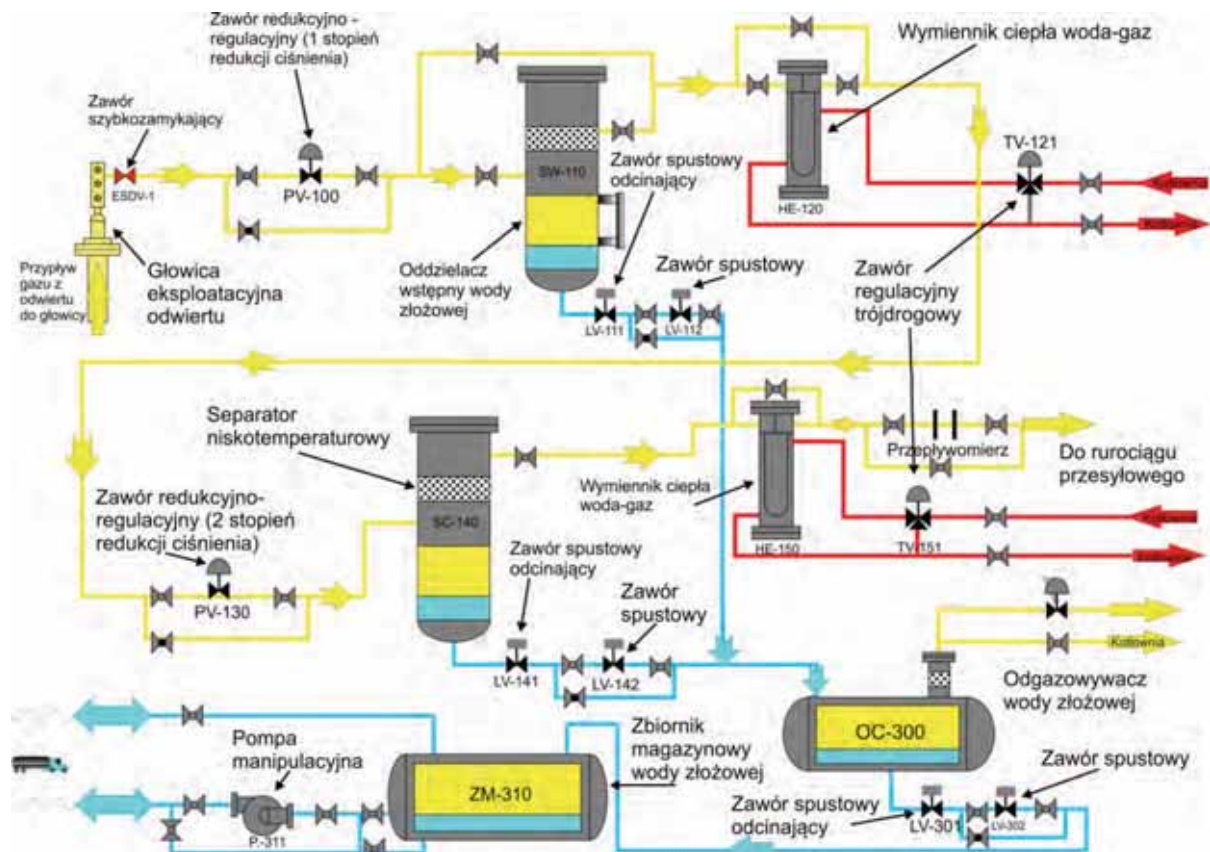 Zawór redukcyjno -
regulacyjny (1 stopień
redukcji ciśnienia)
Wymiennik ciepła woda-gaz
Zawór
szybkozamykający
ESDV-1
PV-100
SW-110
Zawór spustowy
odcinający
TV-121
HE-120
Kotłownia
Kotłownia
Przypływ
gazu z
odwiertu
do głowicy
Głowica
eksploatacyjna
odwiertu
Oddzielacz
wstępny wody
złożowej
Zawór spustowy
LV-111
LV-112
Zawór
regulacyjny
trójdrogowy
Separator
niskotemperaturowy
Przepływomierz
Do rurociągu
przesyłowego
Wymiennik ciepła
woda-gaz
Zawór redukcyjno-
regulacyjny (2 stopień
redukcji ciśnienia)
SC-140
PV-130
Zawór spustowy
odcinający
HE-150
TV-151
Zawór
spustowy
LV-141
LV-142
Kotłownia
Odgazowywacz
wody złożowej
OC-300
Pompa
manipulacyjna
Zbiornik
magazynowy
wody złożowej
ZM-310
P.-311
Zawór spustowy
Zawór spustowy
odcinający
LV-301
LV-302